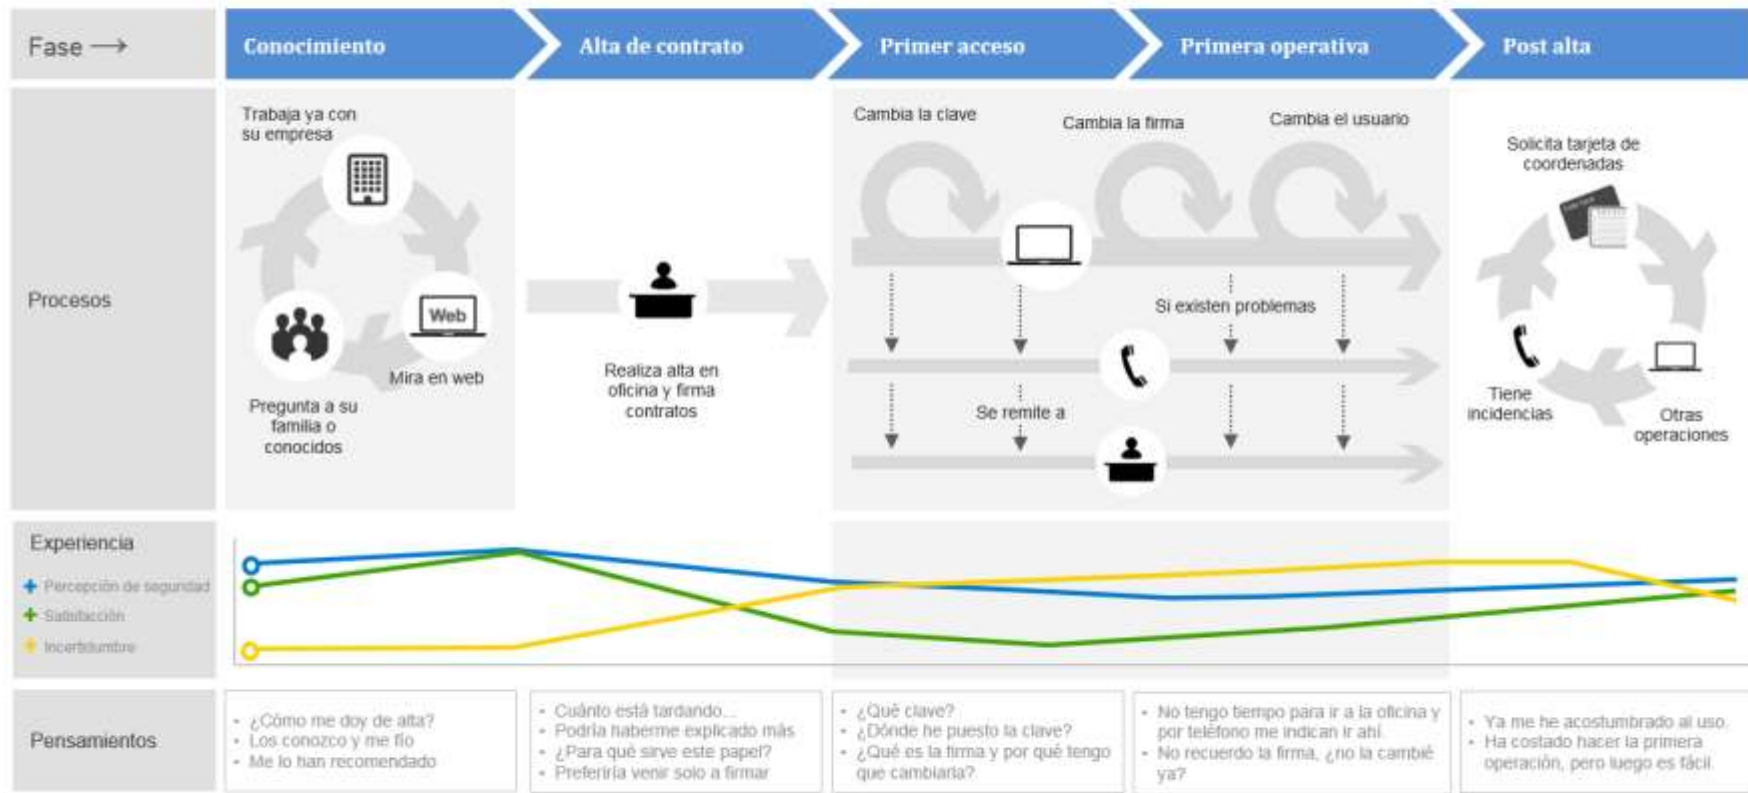 Fase →
Conocimiento
Alta de contrato
Primer acceso
Primera operativa
Post alta
Procesos
Trabaja ya con
su empresa
Web
Mira en web
Pregunta a su
familia o
conocidos
Realiza alta en
oficina y firma
contratos
Cambia la clave
Cambia la firma
Cambia el usuario
Si existen problemas
Se remite a
Solicita tarjeta de
coordenadas
Tiene
incidencias
Otras
operaciones
Experiencia
+ Percepción de seguridad
+ Satisfacción
+ Incertidumbre
Pensamientos
• ¿Cómo me doy de alta?
• Los conozco y me fío
• Me lo han recomendado
• Cuánto está tardando...
• Podría haberme explicado más
• ¿Para qué sirve este papel?
• Preferiría venir solo a firmar
• ¿Qué clave?
• ¿Dónde he puesto la clave?
• ¿Qué es la firma y por qué tengo
que cambiarla?
• No tengo tiempo para ir a la oficina y
por teléfono me indican ir ahí.
• No recuerdo la firma, ¿no la cambié
ya?
• Ya me he acostumbrado al uso.
• Ha costado hacer la primera
operación, pero luego es fácil.